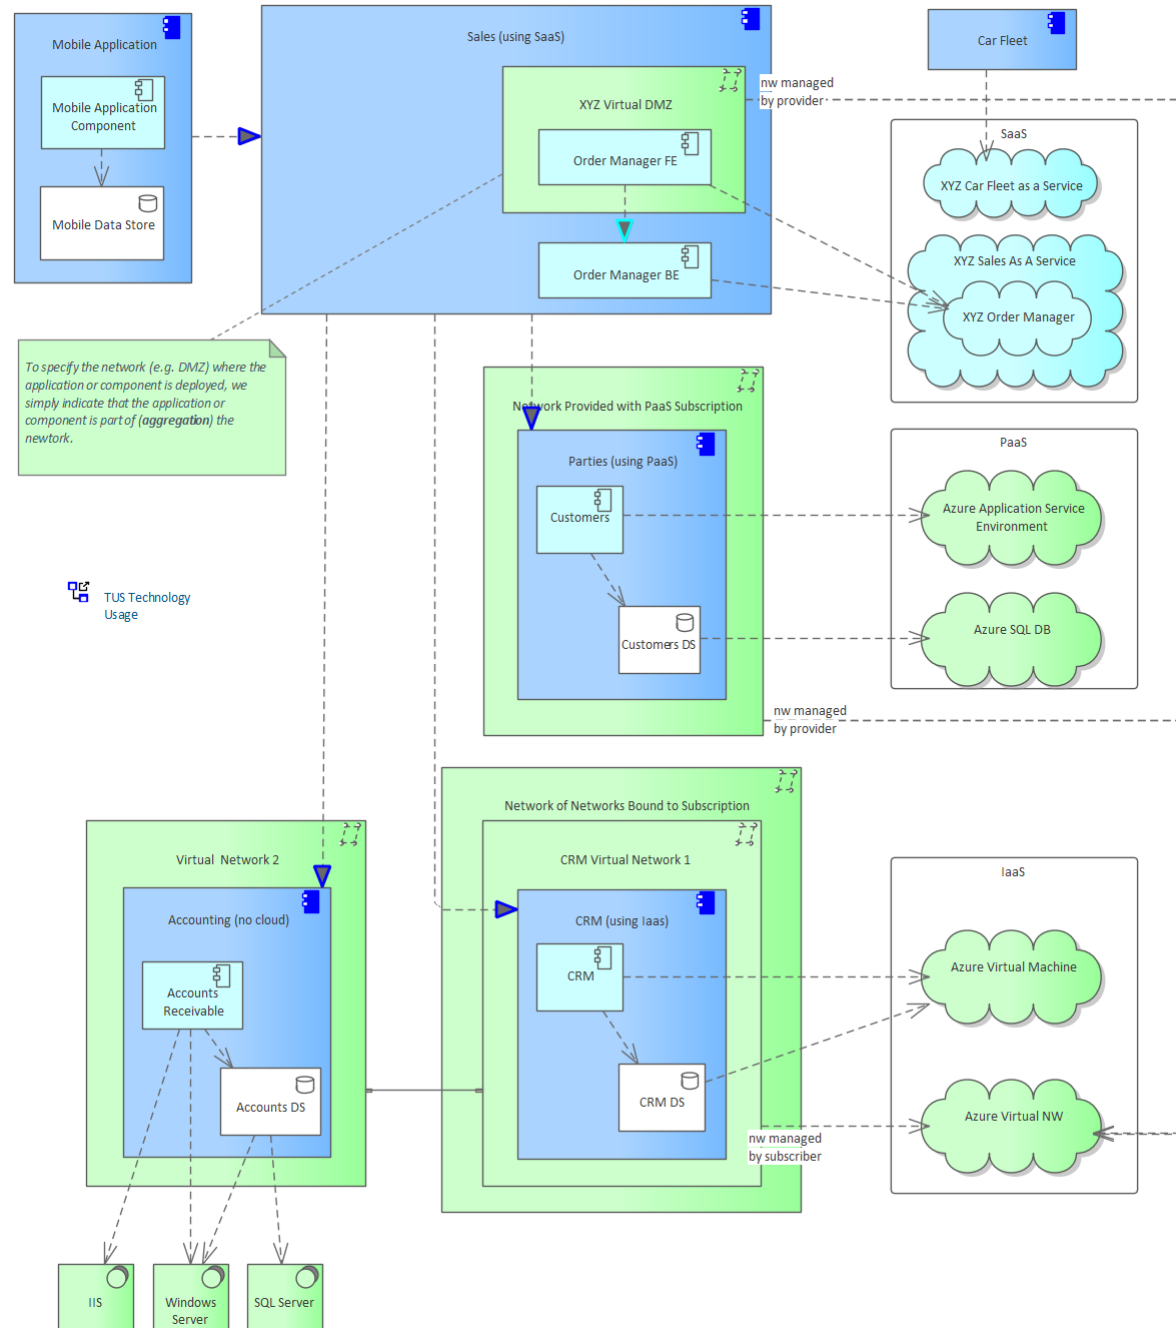 Mobile Application
Mobile Application
Component
Mobile Data Store
Sales (using SaaS)
XYZ Virtual DMZ
Order Manager FE
Order Manager BE
nw managed
by provider
Car Fleet
SaaS
XYZ Car Fleet as a Service
XYZ Sales As A Service
XYZ Order Manager
To specify the network (e.g. DMZ) where the
application or component is deployed, we
simply indicate that the application or
component is part of (aggregation) the
newtork.
Network Provided with PaaS Subscription
Parties (using PaaS)
Customers
Customers DS
PaaS
Azure Application Service
Environment
Azure SQL DB
TUS Technology
Usage
nw managed
by provider
Network of Networks Bound to Subscription
Virtual Network 2
CRM Virtual Network 1
Accounting (no cloud)
Accounts
Receivable
Accounts DS
CRM (using Iaas)
CRM
CRM DS
nw managed
by subscriber
IaaS
Azure Virtual Machine
Azure Virtual NW
IIS
Windows
Server
SQL Server